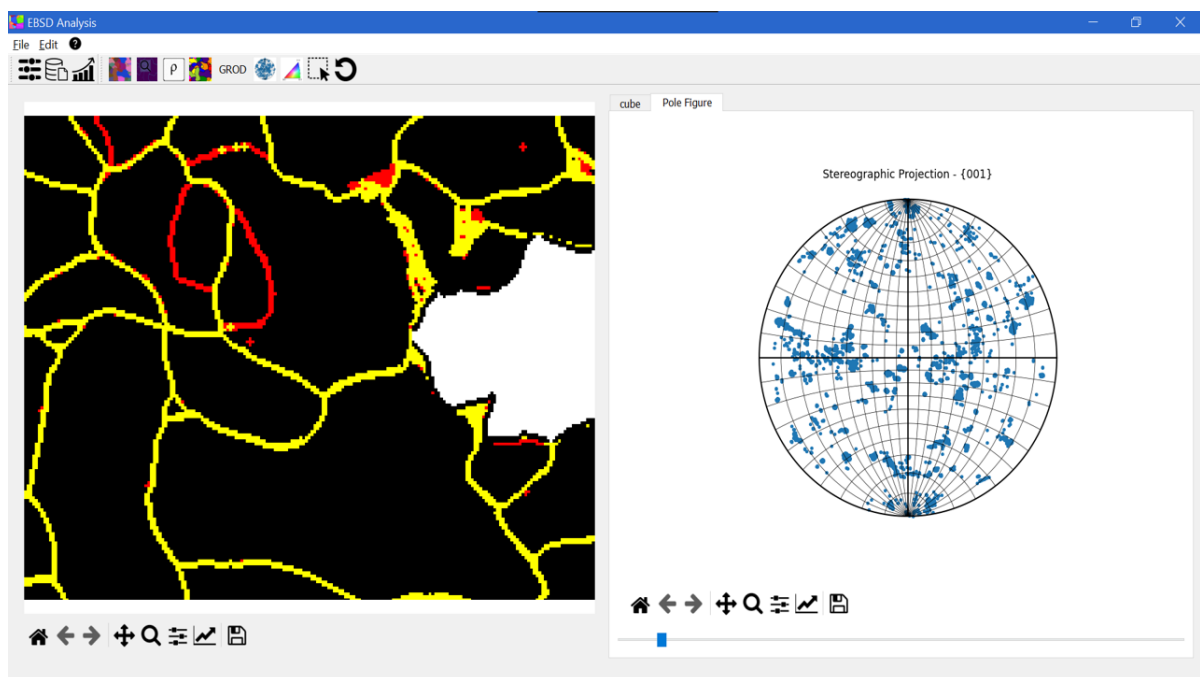 EBSD Analysis
File Edit ?
ρ GROD
cube Pole Figure
Stereographic Projection - {001}